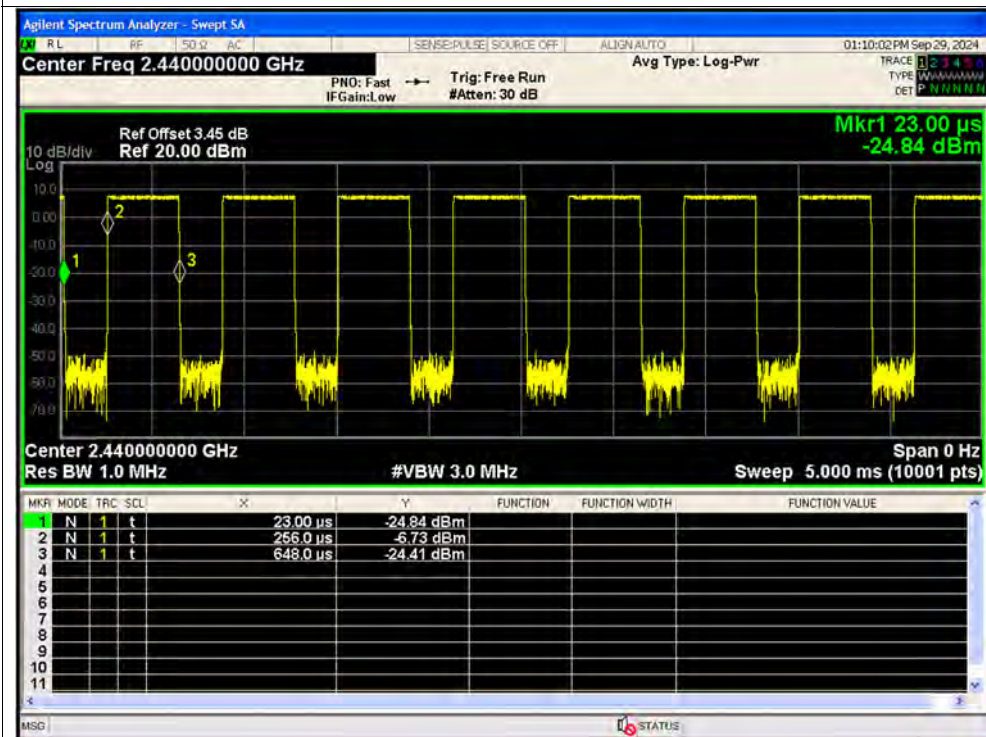 Agilent Spectrum Analyzer - Swept SA
LXI RL RF 50 Ω AC SENSE:PULSE SOURCE OFF ALIGN AUTO 01:10:02 PM Sep 29, 2024
Center Freq 2.440000000 GHz
PNO: Fast
IFGain:Low
Trig: Free Run
#Atten: 30 dB
Avg Type: Log-Pwr
TRACE 1 2 3 4 5 6
TYPE WWWWWW
DET P N N N N N
Mkr1 23.00 µs
-24.84 dBm
Ref Offset 3.45 dB
10 dB/div Ref 20.00 dBm
Log
10.0
0.00
-10.0
-20.0
-30.0
-40.0
-50.0
-60.0
-70.0
1
2
3
Center 2.440000000 GHz Span 0 Hz
Res BW 1.0 MHz #VBW 3.0 MHz Sweep 5.000 ms (10001 pts)
MKR MODE TRC SCL X Y FUNCTION FUNCTION WIDTH FUNCTION VALUE
1 N 1 t 23.00 µs -24.84 dBm
2 N 1 t 256.0 µs -6.73 dBm
3 N 1 t 648.0 µs -24.41 dBm
4
5
6
7
8
9
10
11
MSG STATUS